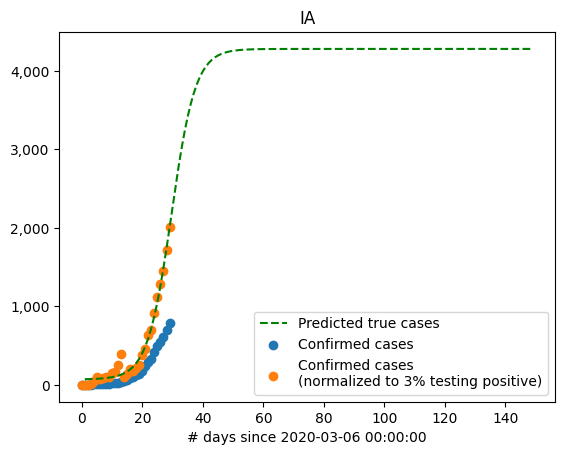 IA
4,000
3,000
2,000
1,000
0
Predicted true cases
Confirmed cases
Confirmed cases
(normalized to 3% testing positive)
0 20 40 60 80 100 120 140
# days since 2020-03-06 00:00:00